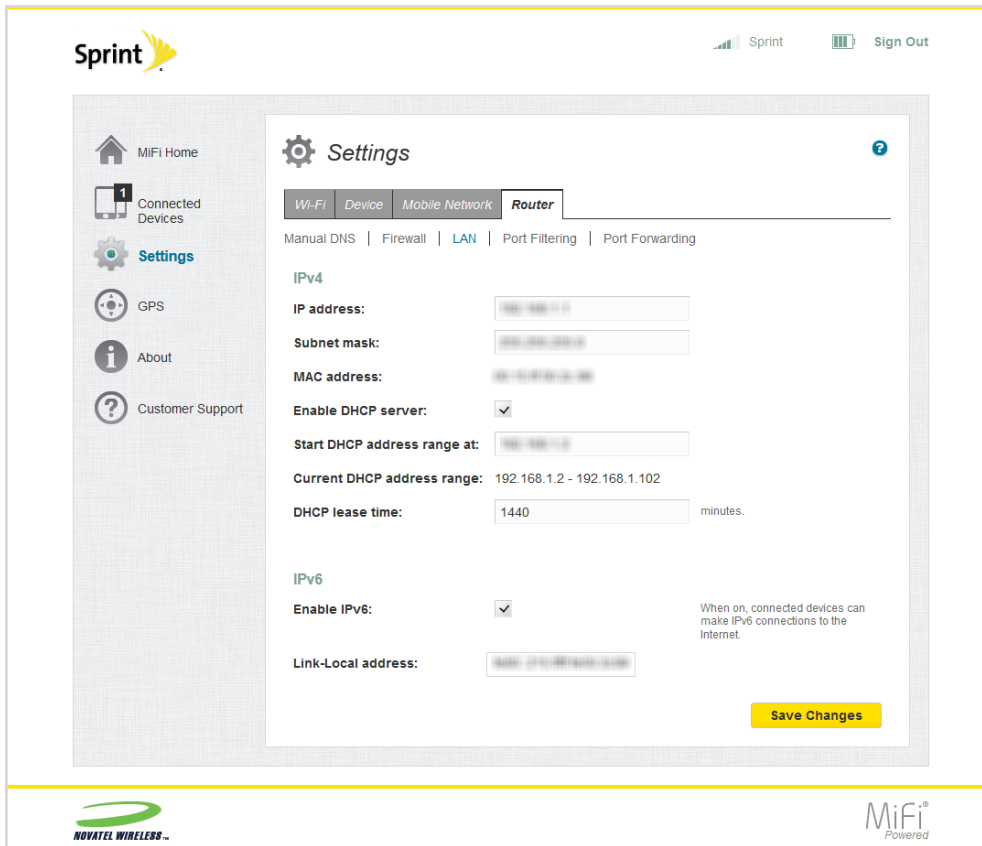 Sprint
Sprint
Sign Out
MiFi Home
1
Connected
Devices
Settings
GPS
About
Customer Support
Settings
Wi-Fi Device Mobile Network Router
Manual DNS | Firewall | LAN | Port Filtering | Port Forwarding
IPv4
IP address:
Subnet mask:
MAC address:
Enable DHCP server:
Start DHCP address range at:
Current DHCP address range: 192.168.1.2 - 192.168.1.102
DHCP lease time: 1440 minutes.
IPv6
Enable IPv6:
When on, connected devices can
make IPv6 connections to the
Internet.
Link-Local address:
Save Changes
NOVATEL WIRELESS™
MiFi®
Powered